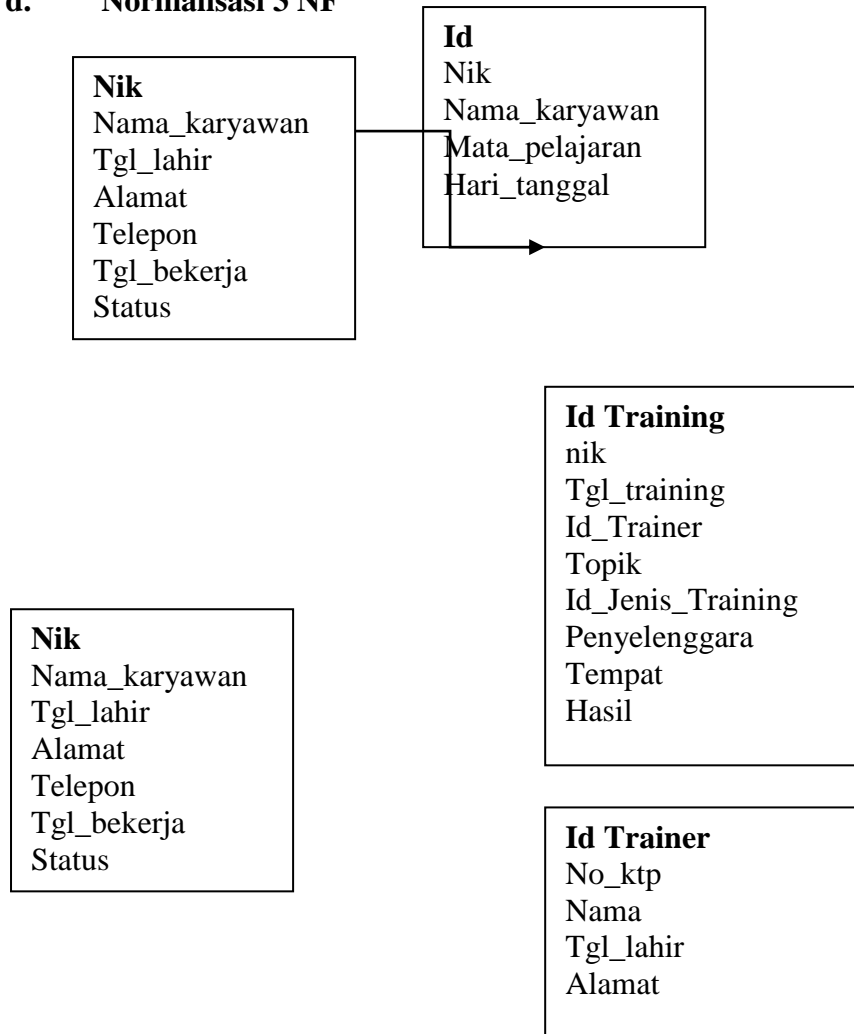 d. Normalisasi 3 NF
Nik
Nama_karyawan
Tgl_lahir
Alamat
Telepon
Tgl_bekerja
Status
Id
Nik
Nama_karyawan
Mata_pelajaran
Hari_tanggal
Id Training
nik
Tgl_training
Id_Trainer
Topik
Id_Jenis_Training
Penyelenggara
Tempat
Hasil
Nik
Nama_karyawan
Tgl_lahir
Alamat
Telepon
Tgl_bekerja
Status
Id Trainer
No_ktp
Nama
Tgl_lahir
Alamat